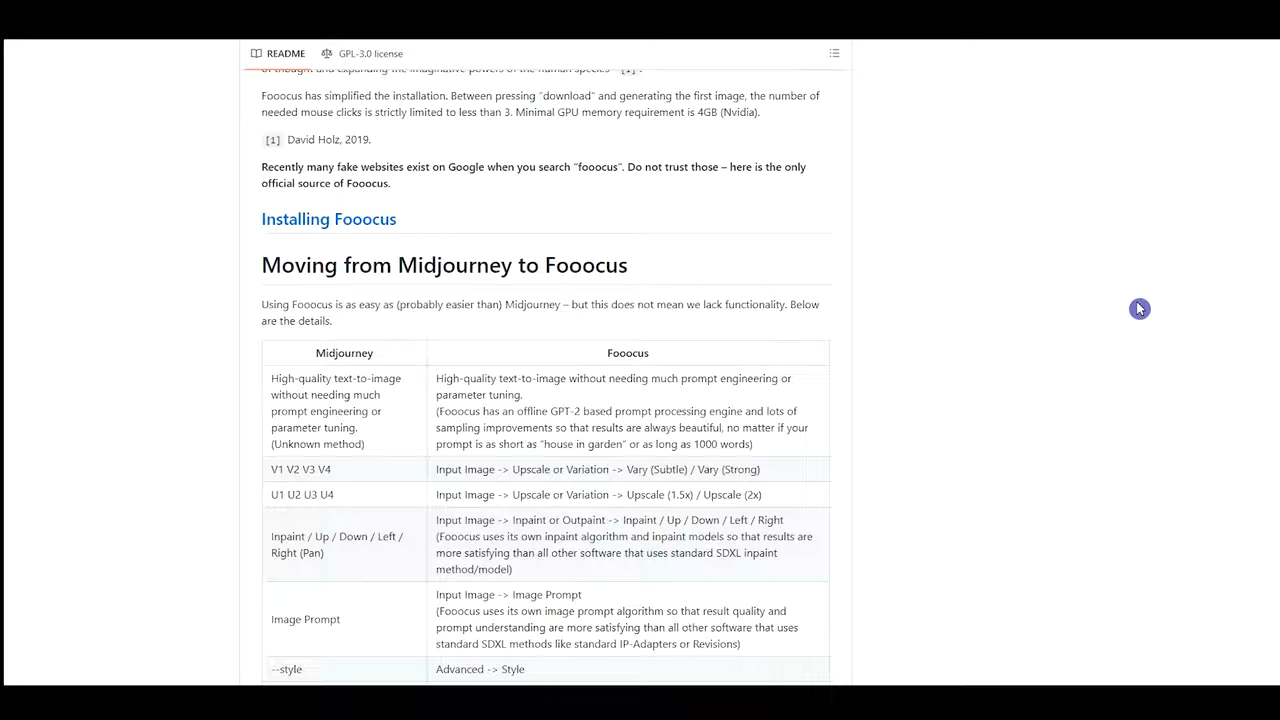 README GPL-3.0 license
of thought and expanding the imaginative powers of the human species" [1].
Fooocus has simplified the installation. Between pressing "download" and generating the first image, the number of
needed mouse clicks is strictly limited to less than 3. Minimal GPU memory requirement is 4GB (Nvidia).
[1] David Holz, 2019.
Recently many fake websites exist on Google when you search "fooocus". Do not trust those – here is the only
official source of Fooocus.
Installing Fooocus
Moving from Midjourney to Fooocus
Using Fooocus is as easy as (probably easier than) Midjourney – but this does not mean we lack functionality. Below
are the details.
Midjourney
Fooocus
High-quality text-to-image
without needing much
prompt engineering or
parameter tuning.
(Unknown method)
High-quality text-to-image without needing much prompt engineering or
parameter tuning.
(Fooocus has an offline GPT-2 based prompt processing engine and lots of
sampling improvements so that results are always beautiful, no matter if your
prompt is as short as "house in garden" or as long as 1000 words)
V1 V2 V3 V4
Input Image -> Upscale or Variation -> Vary (Subtle) / Vary (Strong)
U1 U2 U3 U4
Input Image -> Upscale or Variation -> Upscale (1.5x) / Upscale (2x)
Inpaint / Up / Down / Left /
Right (Pan)
Input Image -> Inpaint or Outpaint -> Inpaint / Up / Down / Left / Right
(Fooocus uses its own inpaint algorithm and inpaint models so that results are
more satisfying than all other software that uses standard SDXL inpaint
method/model)
Image Prompt
Input Image -> Image Prompt
(Fooocus uses its own image prompt algorithm so that result quality and
prompt understanding are more satisfying than all other software that uses
standard SDXL methods like standard IP-Adapters or Revisions)
--style
Advanced -> Style